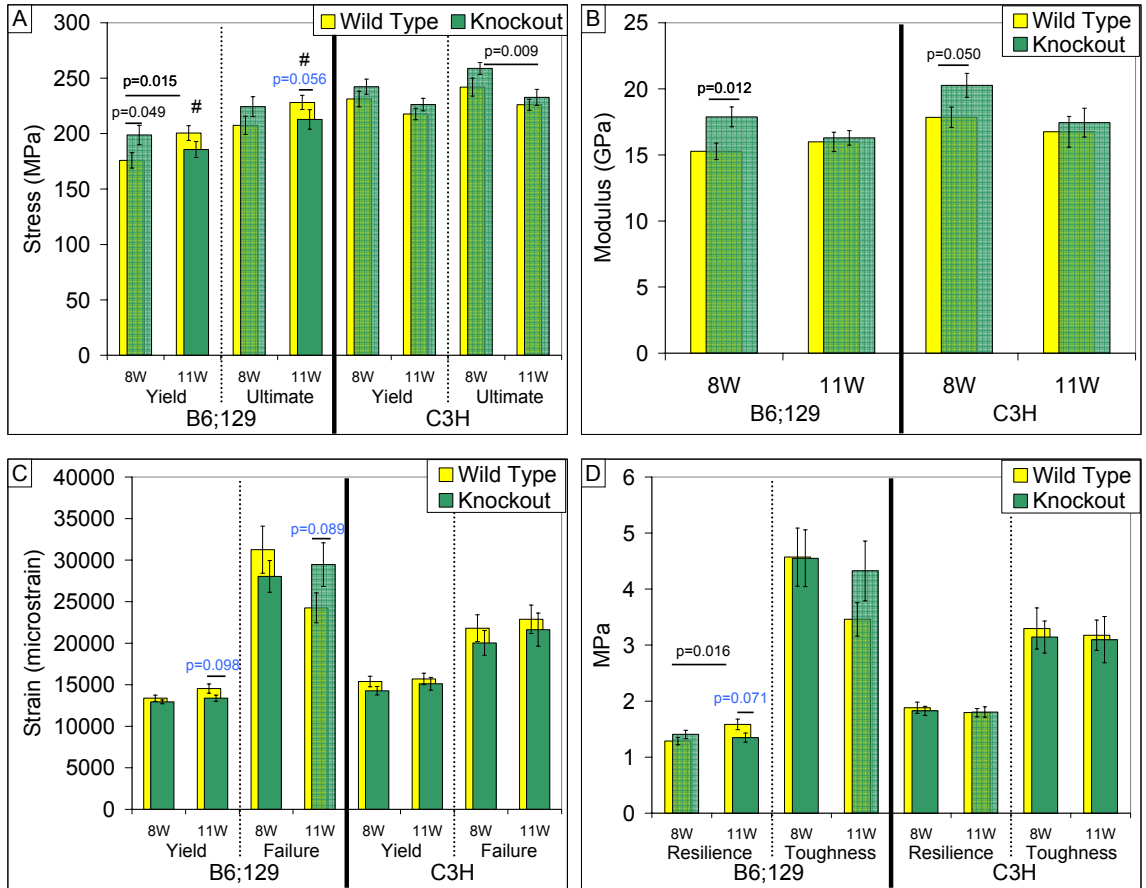 A
Wild Type Knockout
300
250
200
150
100
50
0
Stress (MPa)
p=0.015
p=0.049
#
#
p=0.056
p=0.009
8W 11W 8W 11W 8W 11W 8W 11W
Yield Ultimate Yield Ultimate
B6;129 C3H
B
Wild Type
Knockout
25
20
15
10
5
0
Modulus (GPa)
p=0.012
p=0.050
8W 11W 8W 11W
B6;129 C3H
C
Wild Type
Knockout
40000
35000
30000
25000
20000
15000
10000
5000
0
Strain (microstrain)
p=0.098
p=0.089
8W 11W 8W 11W 8W 11W 8W 11W
Yield Failure Yield Failure
B6;129 C3H
D
Wild Type
Knockout
6
5
4
3
2
1
0
MPa
p=0.016
p=0.071
8W 11W 8W 11W 8W 11W 8W 11W
Resilience Toughness Resilience Toughness
B6;129 C3H